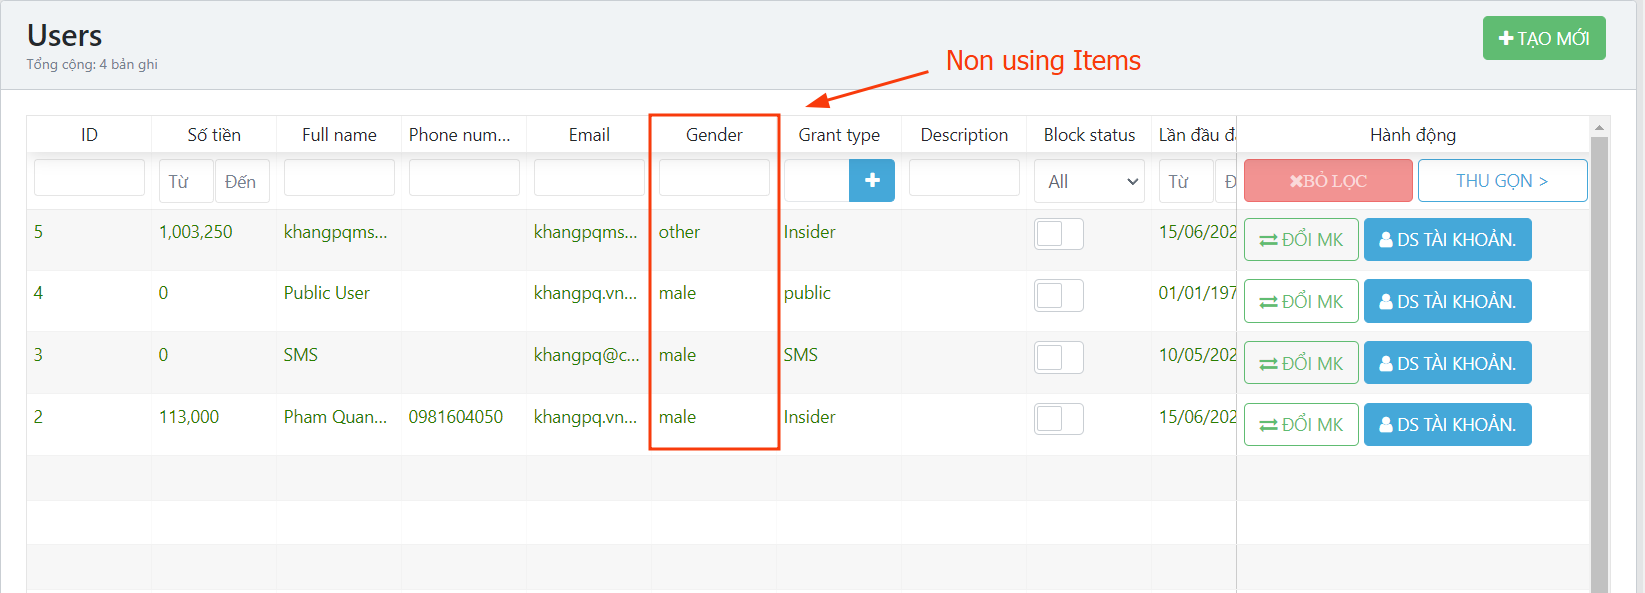 Users
Tổng cộng: 4 bản ghi
TẠO MỚI
Non using Items
ID Số tiền Full name Phone num... Email Gender Grant type Description Block status Lần đầu Hành động
Từ Đến All Từ BỎ LỌC THU GỌN >
5 1,003,250 khangpqms... khangpqms... other Insider 15/06/202 ĐỔI MK DS TÀI KHOẢN.
4 0 Public User khangpq.vn... male public 01/01/197 ĐỔI MK DS TÀI KHOẢN.
3 0 SMS khangpq@c... male SMS 10/05/202 ĐỔI MK DS TÀI KHOẢN.
2 113,000 Pham Quan... 0981604050 khangpq.vn... male Insider 15/06/202 ĐỔI MK DS TÀI KHOẢN.